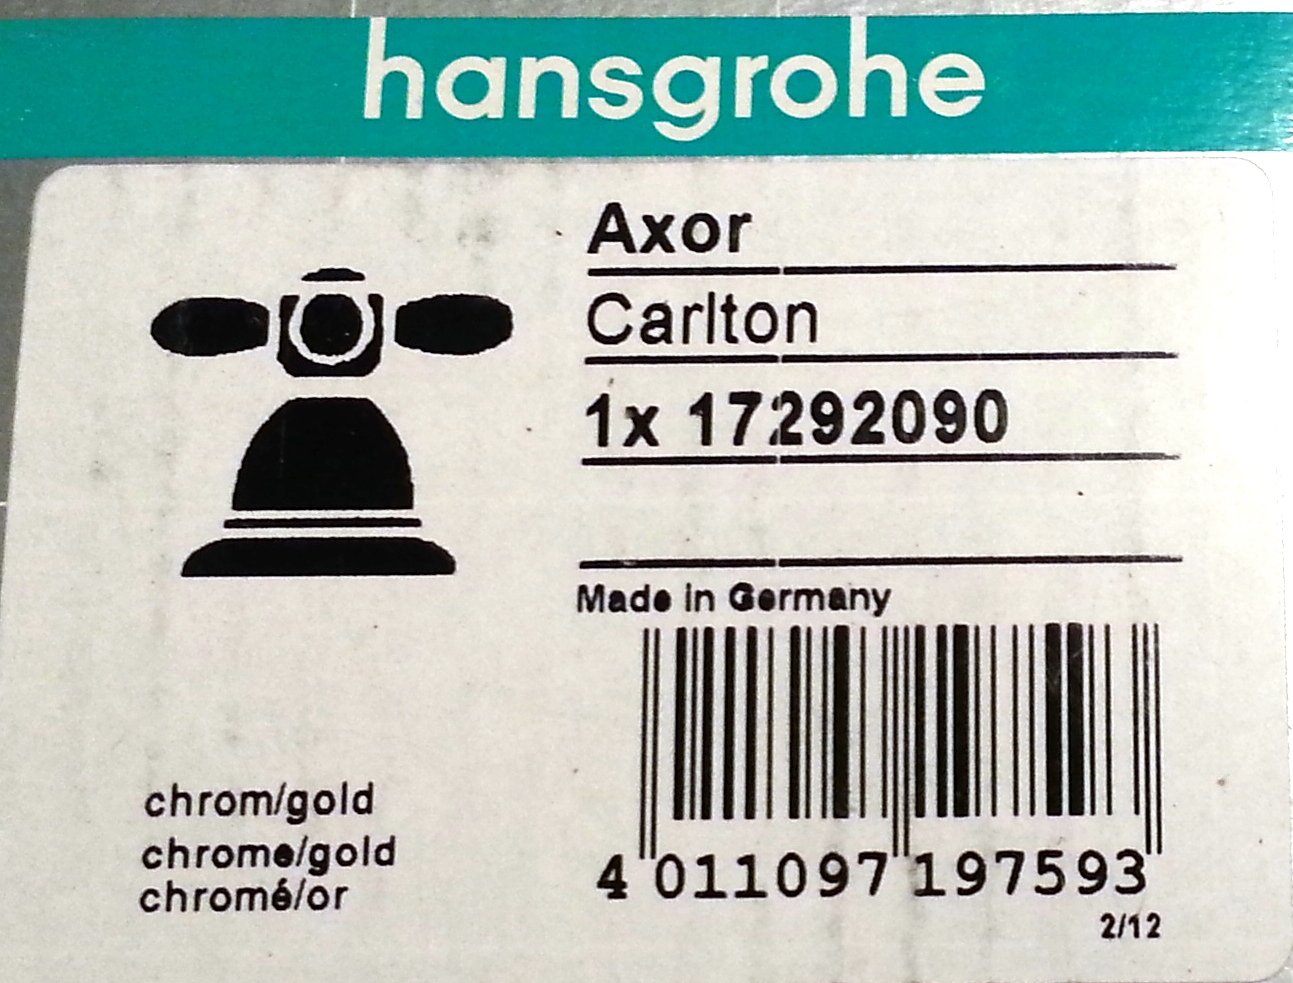 hansgrohe
Axor
Carlton
1x 17292090
Made in Germany
chrom/gold
chrome/gold
chromé/or
4 011097 197593
2/12